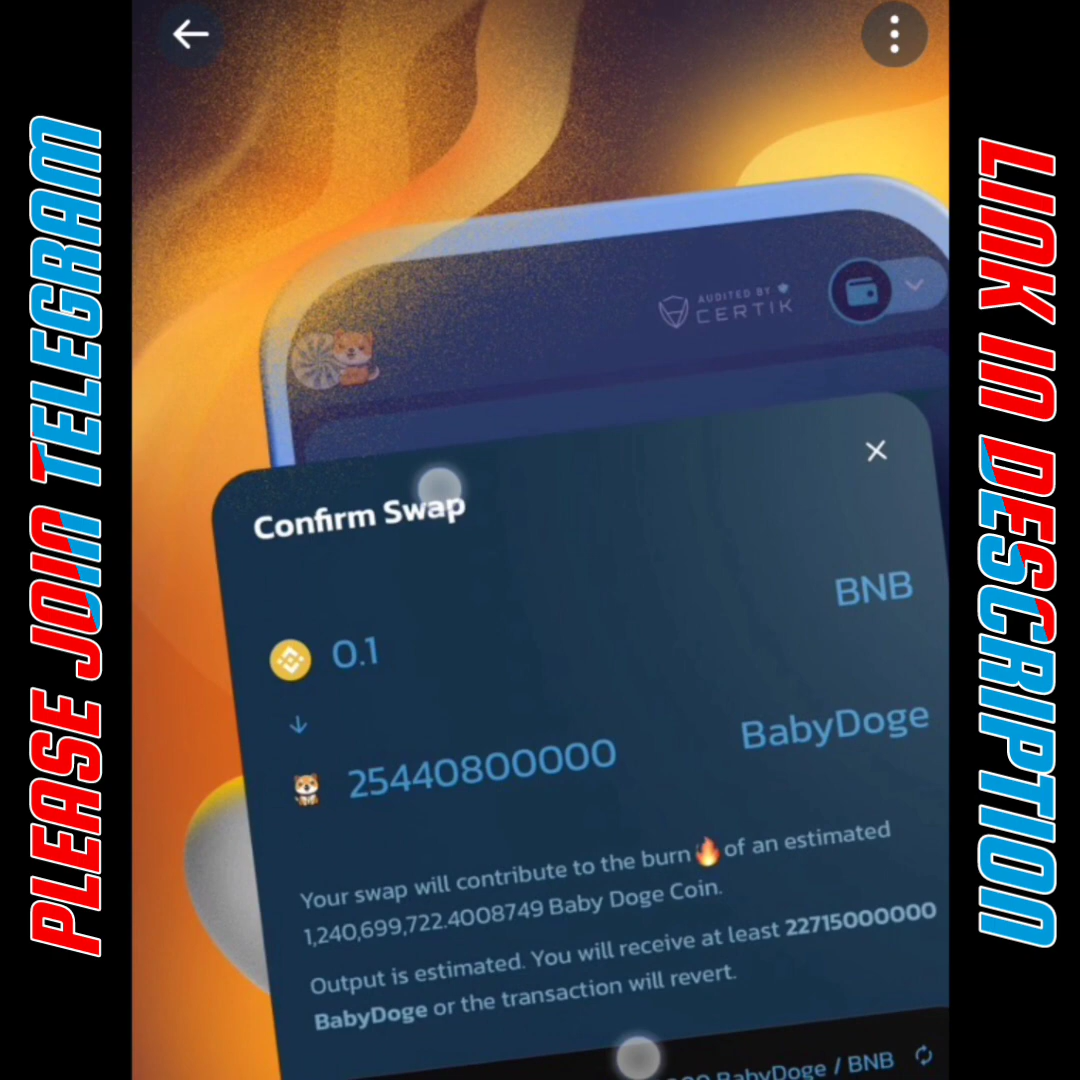 PLEASE JOIN TELEGRAM
AUDITED BY
CERTIK
Confirm Swap
BNB
0.1
BabyDoge
25440800000
Your swap will contribute to the burn🔥of an estimated
1,240,699,722.4008749 Baby Doge Coin.
Output is estimated. You will receive at least 22715000000
BabyDoge or the transaction will revert.
BabyDoge / BNB
LINK IN DESCRIPTION